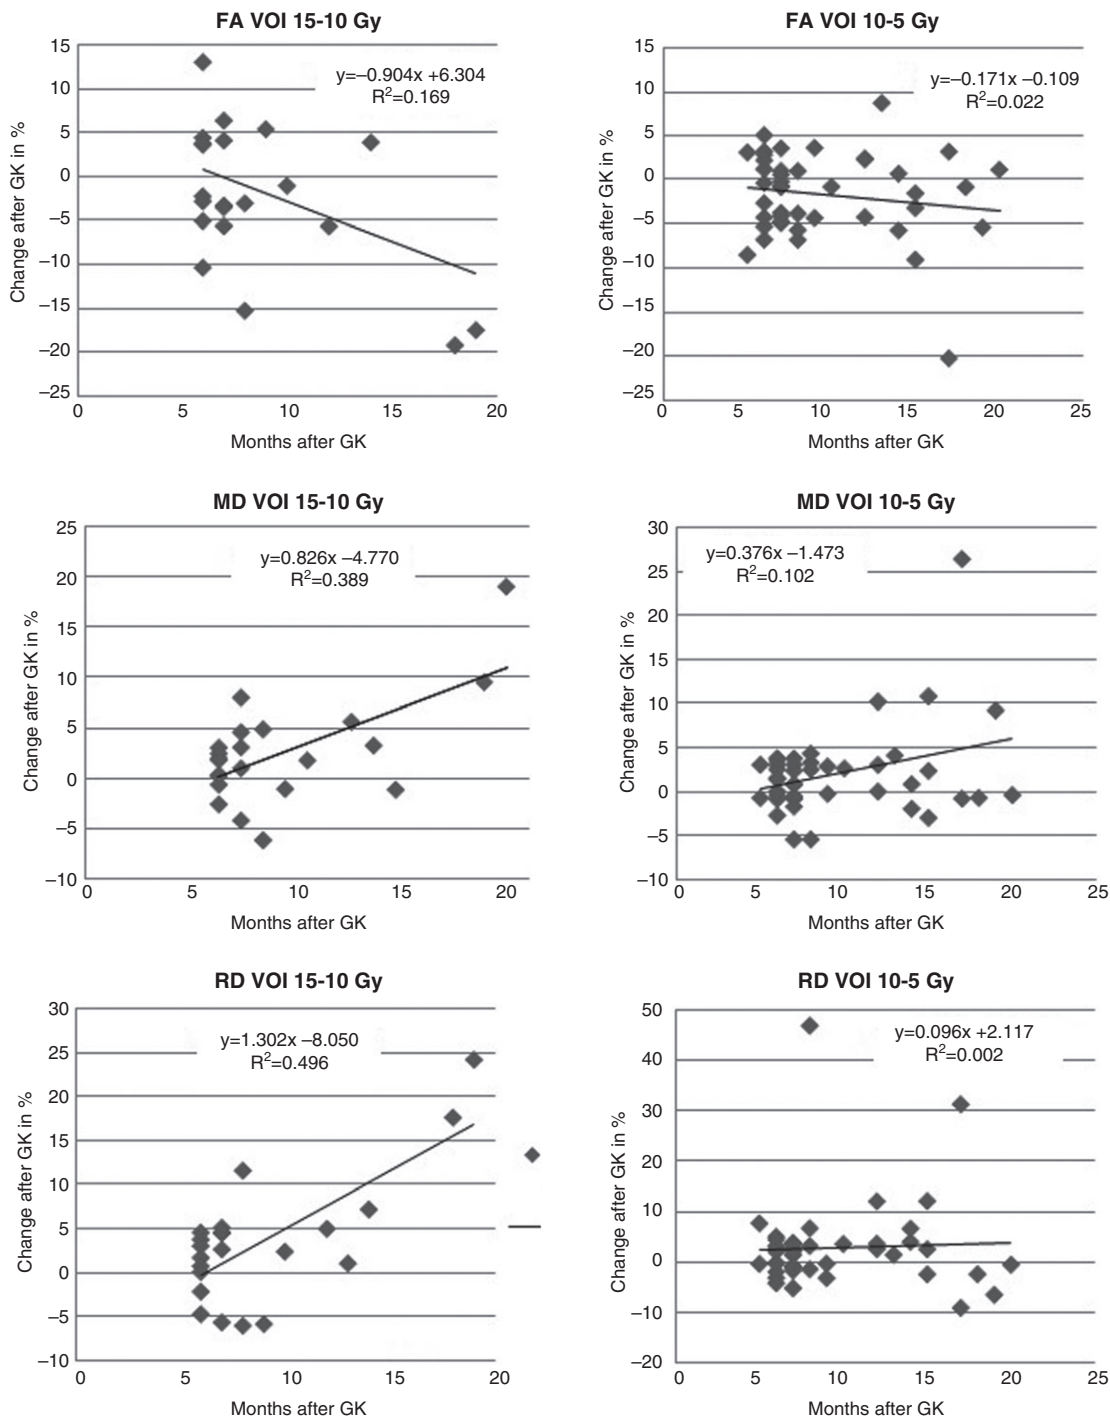 FA VOI 15-10 Gy
15
10
5
0
–5
–10
–15
–20
–25
Change after GK in %
y=–0.904x +6.304
R²=0.169
0 5 10 15 20
Months after GK
FA VOI 10-5 Gy
15
10
5
0
–5
–10
–15
–20
–25
Change after GK in %
y=–0.171x –0.109
R²=0.022
0 5 10 15 20 25
Months after GK
MD VOI 15-10 Gy
25
20
15
10
5
0
–5
–10
Change after GK in %
y=0.826x –4.770
R²=0.389
0 5 10 15 20
Months after GK
MD VOI 10-5 Gy
30
25
20
15
10
5
0
–5
–10
Change after GK in %
y=0.376x –1.473
R²=0.102
0 5 10 15 20 25
Months after GK
RD VOI 15-10 Gy
30
25
20
15
10
5
0
–5
–10
Change after GK in %
y=1.302x –8.050
R²=0.496
0 5 10 15 20
Months after GK
RD VOI 10-5 Gy
50
40
30
20
10
0
–10
–20
Change after GK in %
y=0.096x +2.117
R²=0.002
0 5 10 15 20 25
Months after GK